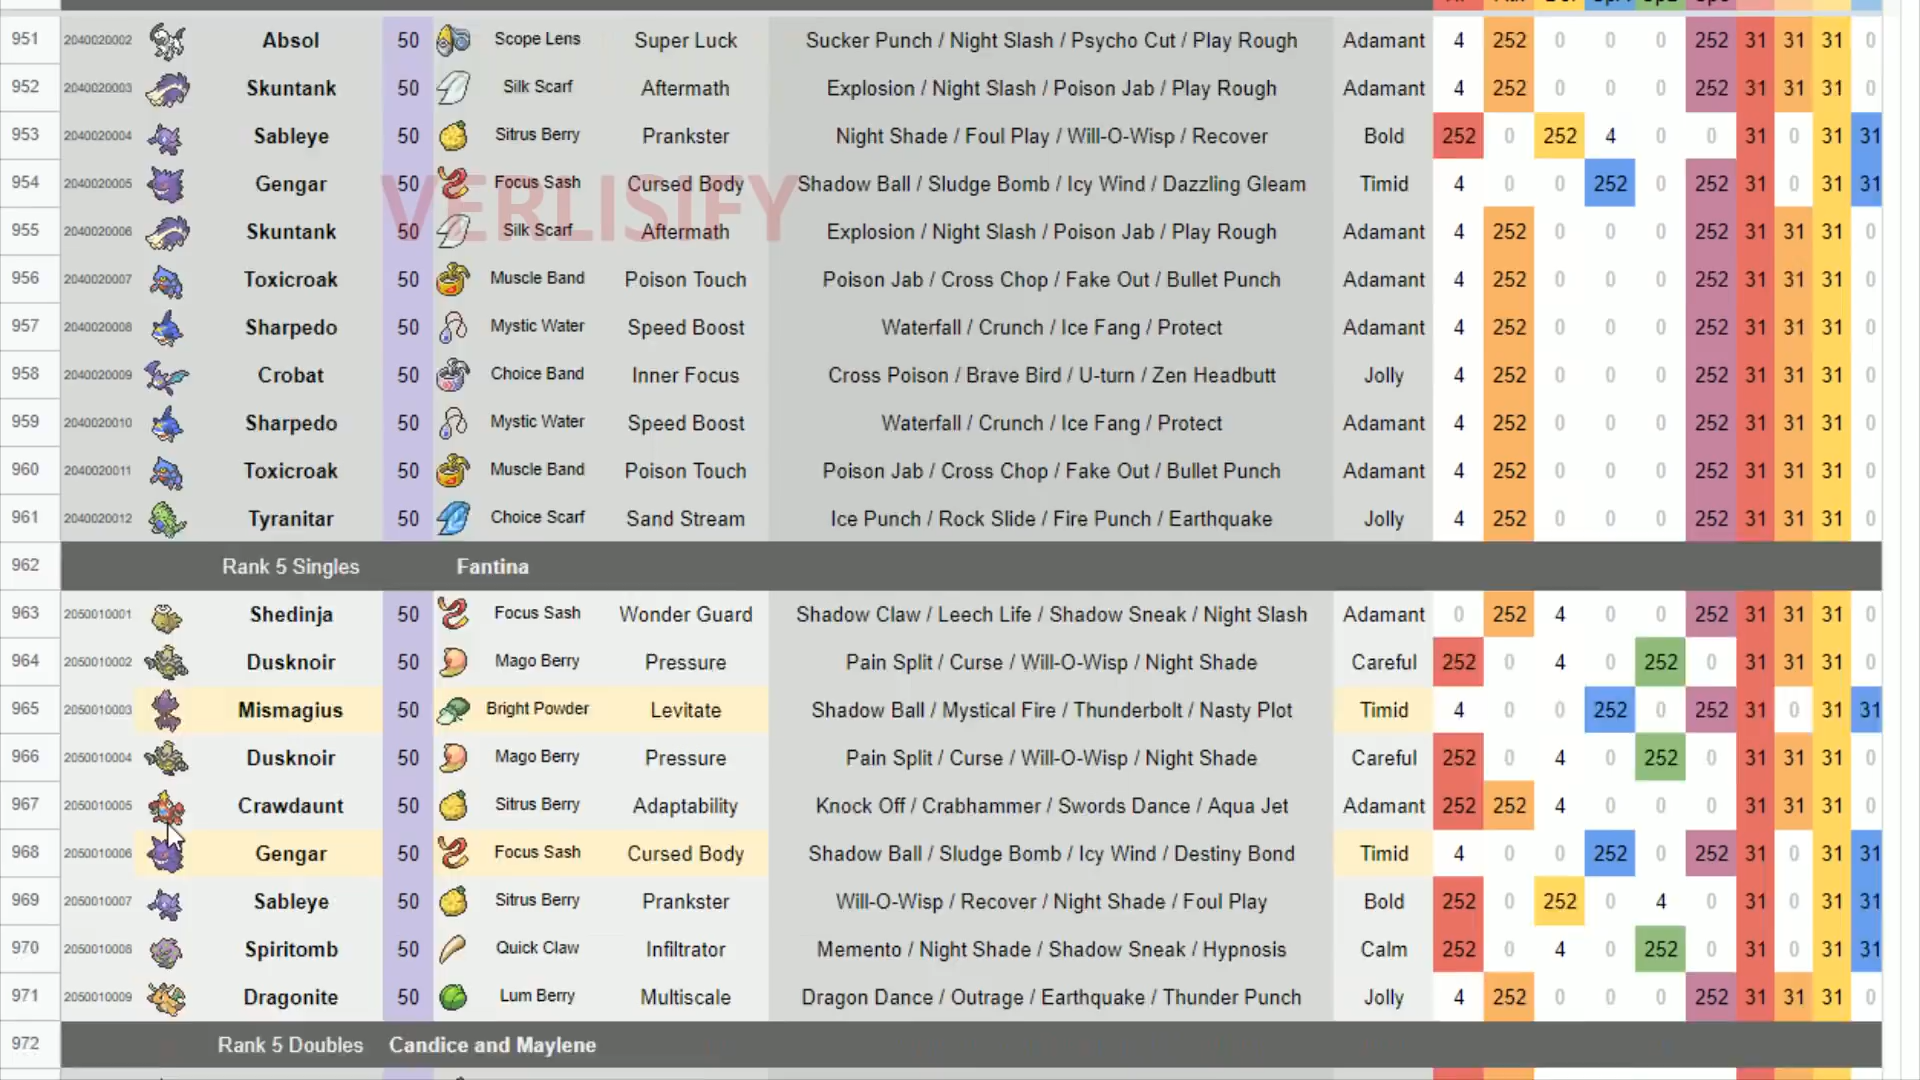 951 2040020002 Absol 50 Scope Lens Super Luck Sucker Punch / Night Slash / Psycho Cut / Play Rough Adamant 4 252 0 0 0 252 31 31 31 0
952 2040020003 Skuntank 50 Silk Scarf Aftermath Explosion / Night Slash / Poison Jab / Play Rough Adamant 4 252 0 0 0 252 31 31 31 0
953 2040020004 Sableye 50 Sitrus Berry Prankster Night Shade / Foul Play / Will-O-Wisp / Recover Bold 252 0 252 4 0 0 31 0 31 31
954 2040020005 Gengar 50 Focus Sash Cursed Body Shadow Ball / Sludge Bomb / Icy Wind / Dazzling Gleam Timid 4 0 0 252 0 252 31 0 31 31
VERLISIFY
955 2040020006 Skuntank 50 Silk Scarf Aftermath Explosion / Night Slash / Poison Jab / Play Rough Adamant 4 252 0 0 0 252 31 31 31 0
956 2040020007 Toxicroak 50 Muscle Band Poison Touch Poison Jab / Cross Chop / Fake Out / Bullet Punch Adamant 4 252 0 0 0 252 31 31 31 0
957 2040020008 Sharpedo 50 Mystic Water Speed Boost Waterfall / Crunch / Ice Fang / Protect Adamant 4 252 0 0 0 252 31 31 31 0
958 2040020009 Crobat 50 Choice Band Inner Focus Cross Poison / Brave Bird / U-turn / Zen Headbutt Jolly 4 252 0 0 0 252 31 31 31 0
959 2040020010 Sharpedo 50 Mystic Water Speed Boost Waterfall / Crunch / Ice Fang / Protect Adamant 4 252 0 0 0 252 31 31 31 0
960 2040020011 Toxicroak 50 Muscle Band Poison Touch Poison Jab / Cross Chop / Fake Out / Bullet Punch Adamant 4 252 0 0 0 252 31 31 31 0
961 2040020012 Tyranitar 50 Choice Scarf Sand Stream Ice Punch / Rock Slide / Fire Punch / Earthquake Jolly 4 252 0 0 0 252 31 31 31 0
962 Rank 5 Singles Fantina
963 2050010001 Shedinja 50 Focus Sash Wonder Guard Shadow Claw / Leech Life / Shadow Sneak / Night Slash Adamant 0 252 4 0 0 252 31 31 31 0
964 2050010002 Dusknoir 50 Mago Berry Pressure Pain Split / Curse / Will-O-Wisp / Night Shade Careful 252 0 4 0 252 0 31 31 31 0
965 2050010003 Mismagius 50 Bright Powder Levitate Shadow Ball / Mystical Fire / Thunderbolt / Nasty Plot Timid 4 0 0 252 0 252 31 0 31 31
966 2050010004 Dusknoir 50 Mago Berry Pressure Pain Split / Curse / Will-O-Wisp / Night Shade Careful 252 0 4 0 252 0 31 31 31 0
967 2050010005 Crawdaunt 50 Sitrus Berry Adaptability Knock Off / Crabhammer / Swords Dance / Aqua Jet Adamant 252 252 4 0 0 0 31 31 31 0
968 2050010006 Gengar 50 Focus Sash Cursed Body Shadow Ball / Sludge Bomb / Icy Wind / Destiny Bond Timid 4 0 0 252 0 252 31 0 31 31
969 2050010007 Sableye 50 Sitrus Berry Prankster Will-O-Wisp / Recover / Night Shade / Foul Play Bold 252 0 252 0 4 0 31 0 31 31
970 2050010008 Spiritomb 50 Quick Claw Infiltrator Memento / Night Shade / Shadow Sneak / Hypnosis Calm 252 0 4 0 252 0 31 0 31 31
971 2050010009 Dragonite 50 Lum Berry Multiscale Dragon Dance / Outrage / Earthquake / Thunder Punch Jolly 4 252 0 0 0 252 31 31 31 0
972 Rank 5 Doubles Candice and Maylene